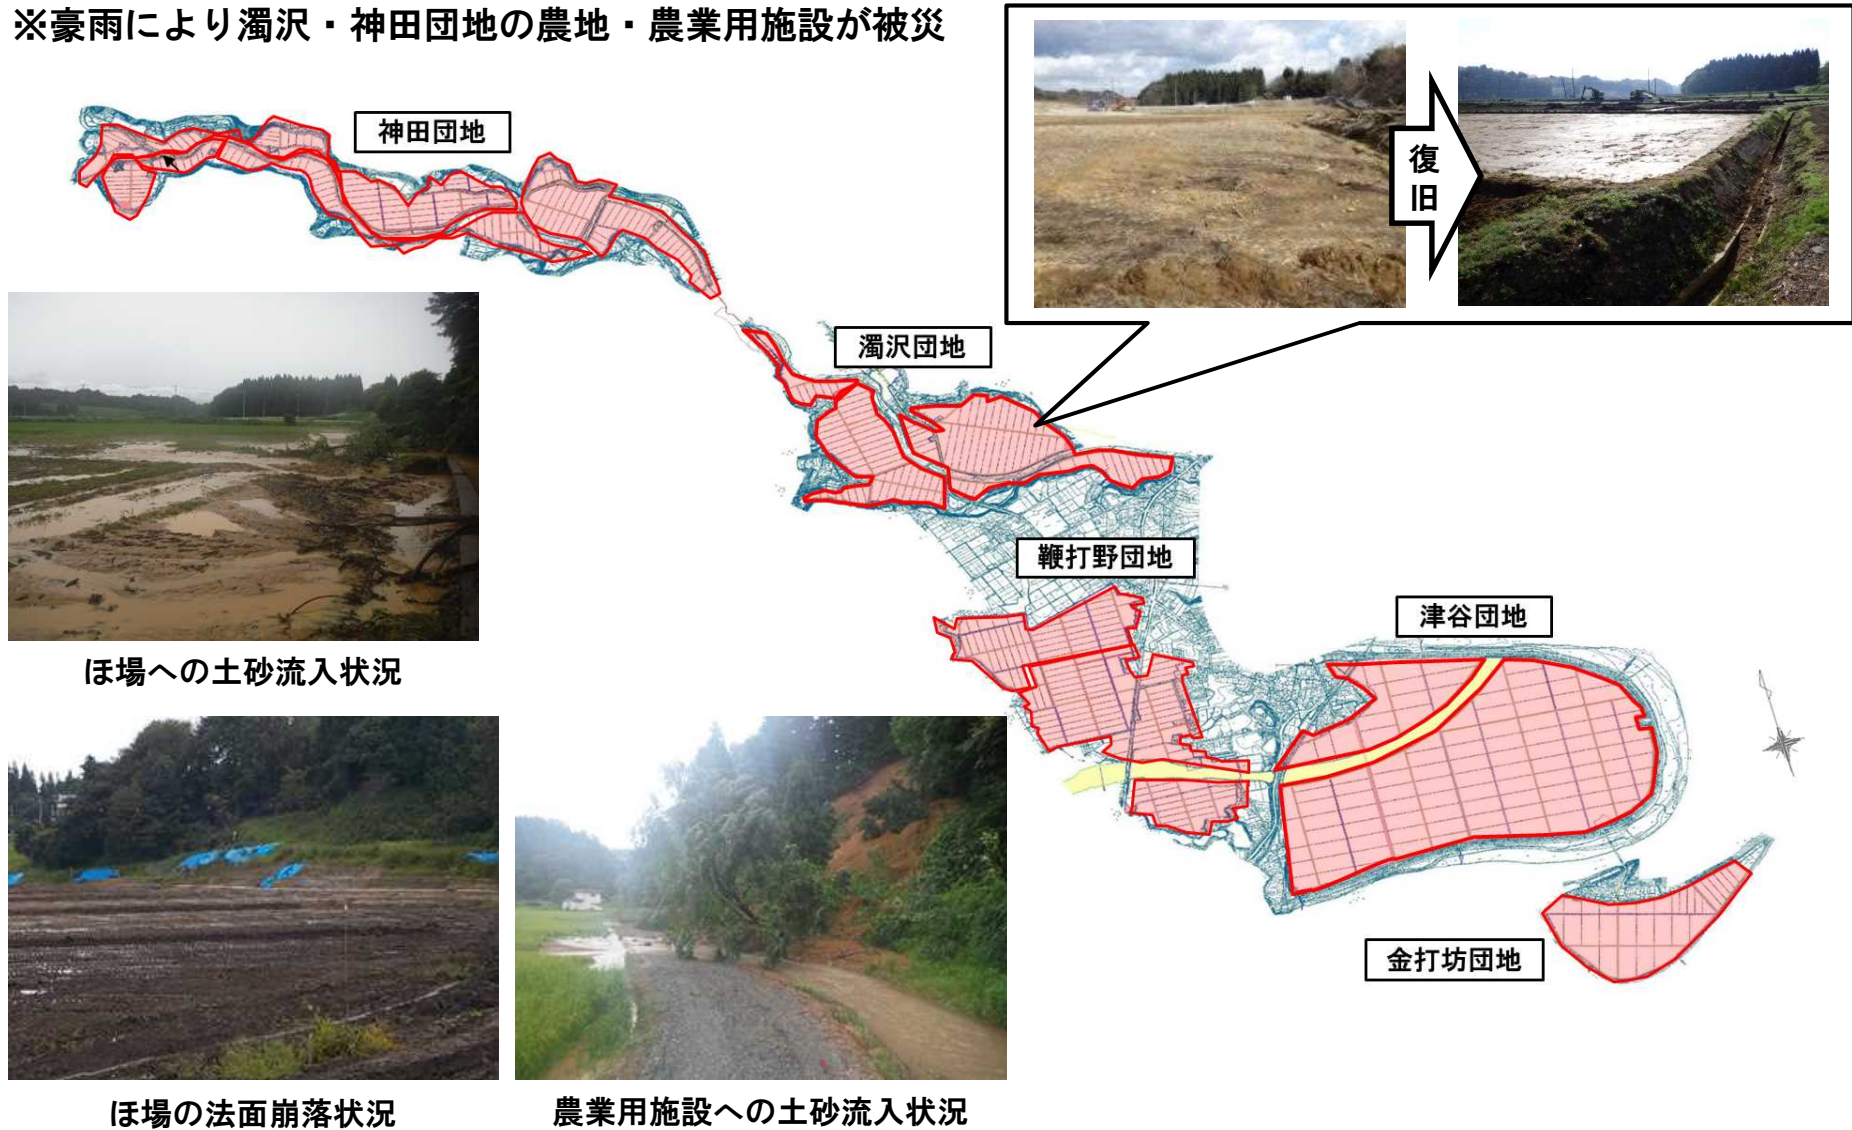 ※豪雨により濁沢・神田団地の農地・農業用施設が被災
神田団地
復
旧
濁沢団地
鞭打野団地
津谷団地
ほ場への土砂流入状況
金打坊団地
ほ場の法面崩落状況
農業用施設への土砂流入状況